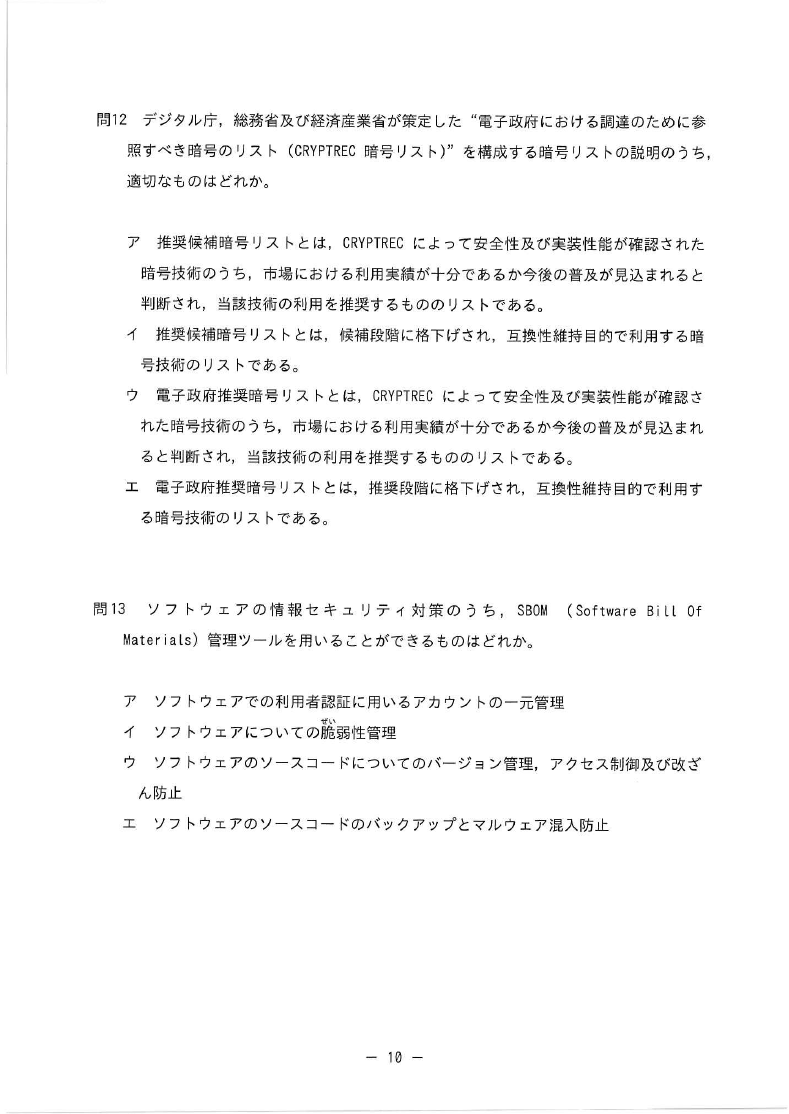 問12 デジタル庁，総務省及び経済産業省が策定した“電子政府における調達のために参
照すべき暗号のリスト（CRYPTREC 暗号リスト）”を構成する暗号リストの説明のうち，
適切なものはどれか。
ア 推奨候補暗号リストとは，CRYPTREC によって安全性及び実装性能が確認された
暗号技術のうち，市場における利用実績が十分であるか今後の普及が見込まれると
判断され，当該技術の利用を推奨するもののリストである。
イ 推奨候補暗号リストとは，候補段階に格下げされ，互換性維持目的で利用する暗
号技術のリストである。
ウ 電子政府推奨暗号リストとは，CRYPTREC によって安全性及び実装性能が確認さ
れた暗号技術のうち，市場における利用実績が十分であるか今後の普及が見込まれ
ると判断され，当該技術の利用を推奨するもののリストである。
エ 電子政府推奨暗号リストとは，推奨段階に格下げされ，互換性維持目的で利用す
る暗号技術のリストである。
問13 ソフトウェアの情報セキュリティ対策のうち，SBOM （Software Bill Of
Materials）管理ツールを用いることができるものはどれか。
ア ソフトウェアでの利用者認証に用いるアカウントの一元管理
ぜい
イ ソフトウェアについての脆弱性管理
ウ ソフトウェアのソースコードについてのバージョン管理，アクセス制御及び改ざ
ん防止
エ ソフトウェアのソースコードのバックアップとマルウェア混入防止
－ 10 －